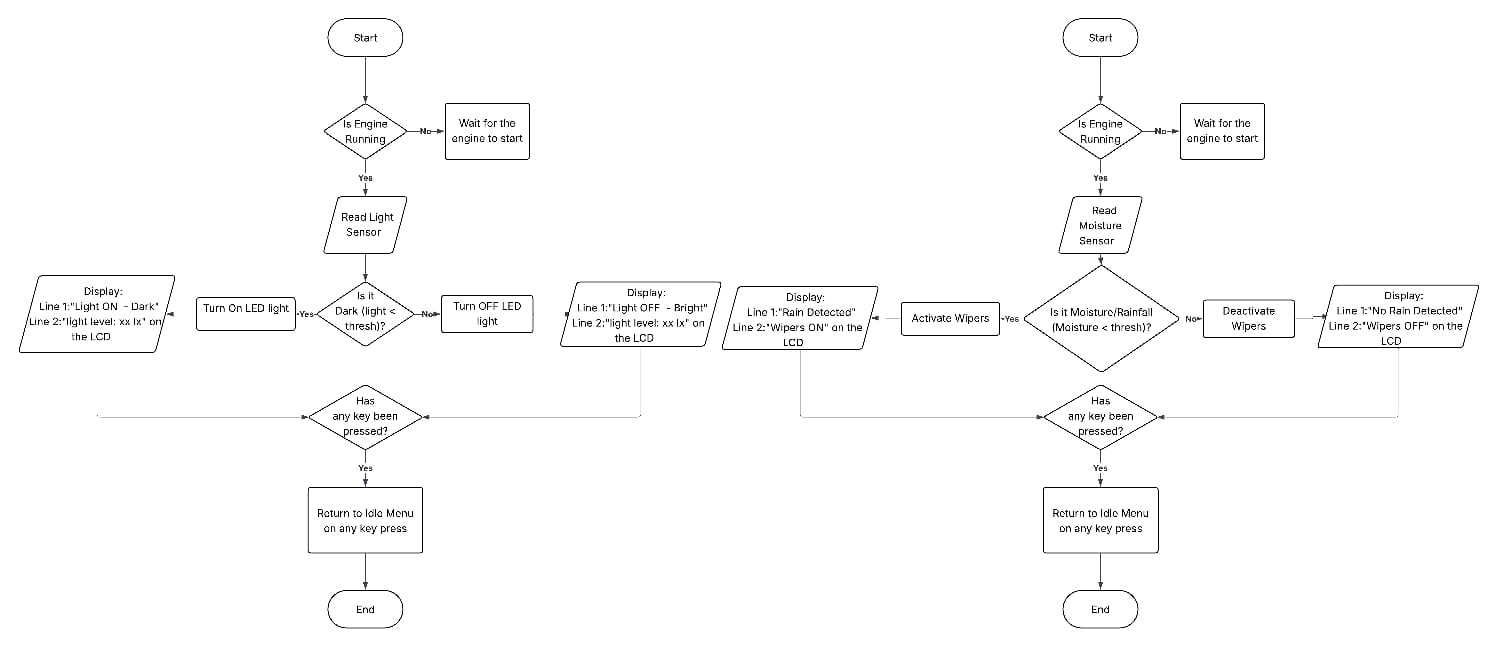 Start
Is Engine
Running
No
Wait for the
engine to start
Yes
Read Light
Sensor
Is it
Dark (light <
thresh)?
Yes
Turn On LED light
Display:
Line 1:"Light ON - Dark"
Line 2:"light level: xx lx" on
the LCD
No
Turn OFF LED
light
Display:
Line 1:"Light OFF - Bright"
Line 2:"light level: xx lx" on
the LCD
Has
any key been
pressed?
Yes
Return to Idle Menu
on any key press
End
Start
Is Engine
Running
No
Wait for the
engine to start
Yes
Read
Moisture
Sensor
Is it Moisture/Rainfall
(Moisture < thresh)?
Yes
Activate Wipers
Display:
Line 1:"Rain Detected"
Line 2:"Wipers ON" on the
LCD
No
Deactivate
Wipers
Display:
Line 1:"No Rain Detected"
Line 2:"Wipers OFF" on the
LCD
Has
any key been
pressed?
Yes
Return to Idle Menu
on any key press
End